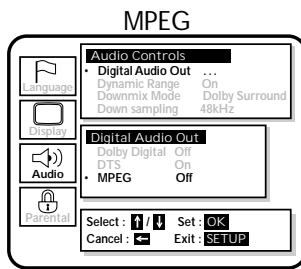 MPEG
Audio Controls
• Digital Audio Out ...
Dynamic Range On
Downmix Mode Dolby Surround
Down sampling 48kHz
Language
Display
Audio
Parental
Digital Audio Out
Dolby Digital Off
DTS On
• MPEG Off
Select : / Set : OK
Cancel : Exit : SETUP